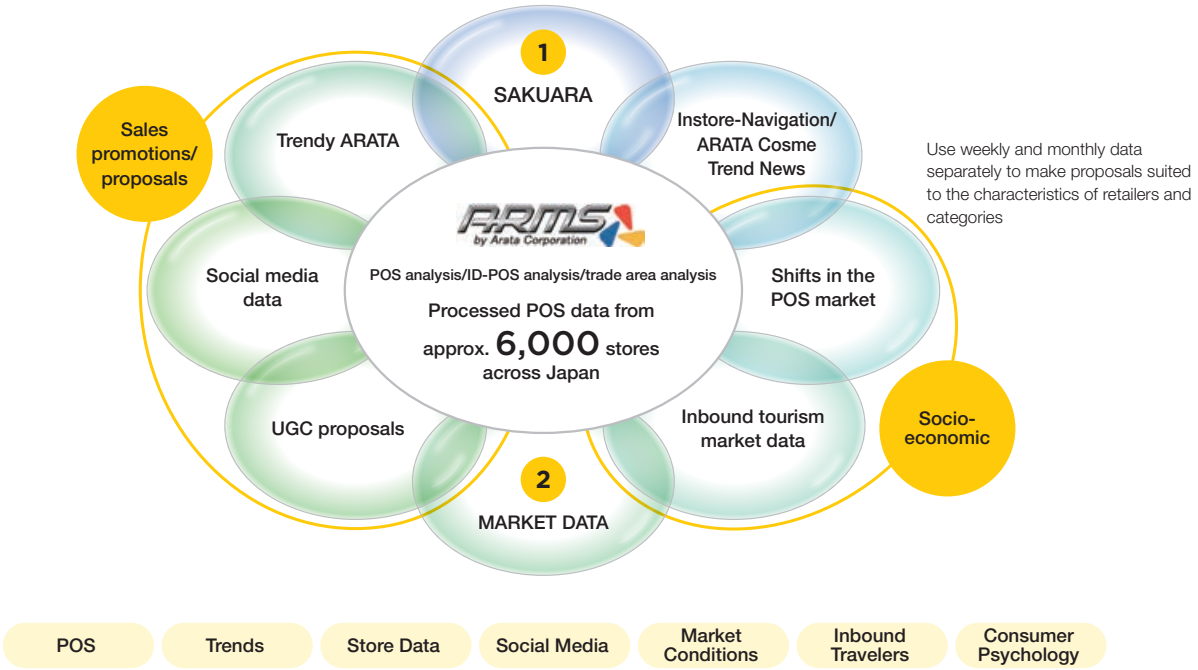 1
SAKUARA
Trendy ARATA
Instore-Navigation/
ARATA Cosme
Trend News
Sales
promotions/
proposals
Use weekly and monthly data
separately to make proposals suited
to the characteristics of retailers and
categories
ARMS
by Arata Corporation
POS analysis/ID-POS analysis/trade area analysis
Processed POS data from
approx. 6,000 stores
across Japan
Social media
data
Shifts in the
POS market
UGC proposals
Inbound tourism
market data
Socio-
economic
2
MARKET DATA
POS
Trends
Store Data
Social Media
Market
Conditions
Inbound
Travelers
Consumer
Psychology